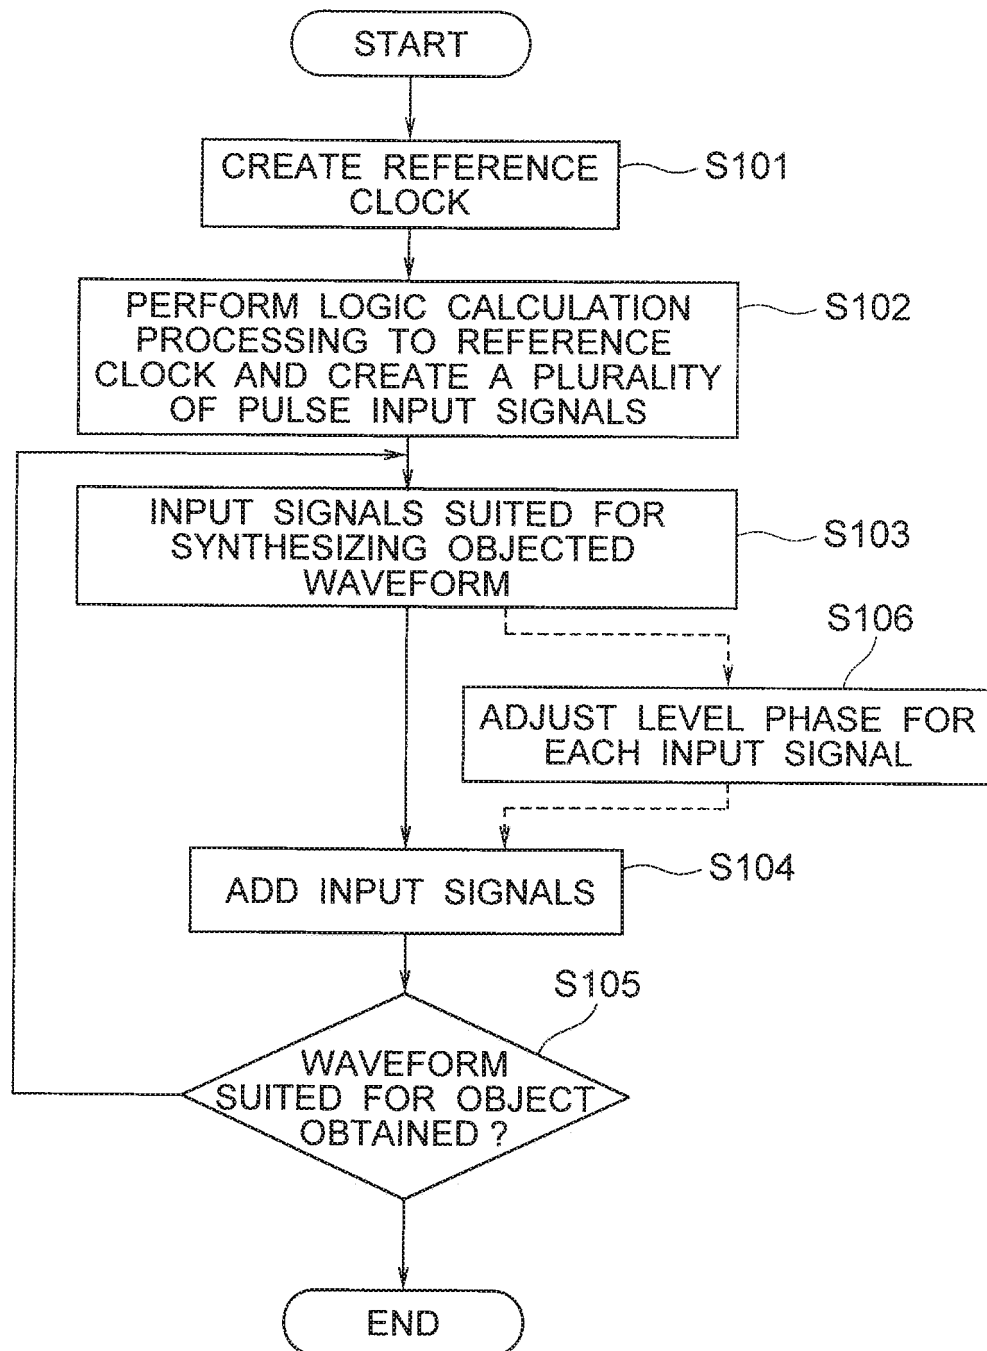 START
CREATE REFERENCE
CLOCK
S101
PERFORM LOGIC CALCULATION
PROCESSING TO REFERENCE
CLOCK AND CREATE A PLURALITY
OF PULSE INPUT SIGNALS
S102
INPUT SIGNALS SUITED FOR
SYNTHESIZING OBJECTED
WAVEFORM
S103
S106
ADJUST LEVEL PHASE FOR
EACH INPUT SIGNAL
ADD INPUT SIGNALS
S104
S105
WAVEFORM
SUITED FOR OBJECT
OBTAINED ?
END